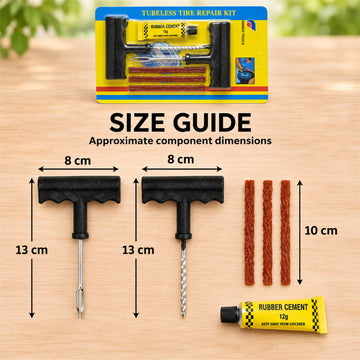 TUBELESS TIRE REPAIR KIT
RUBBER CEMENT
12g
SIZE GUIDE
Approximate component dimensions
8 cm
8 cm
13 cm
13 cm
10 cm
RUBBER CEMENT
12g
KEEP AWAY FROM CHILDREN